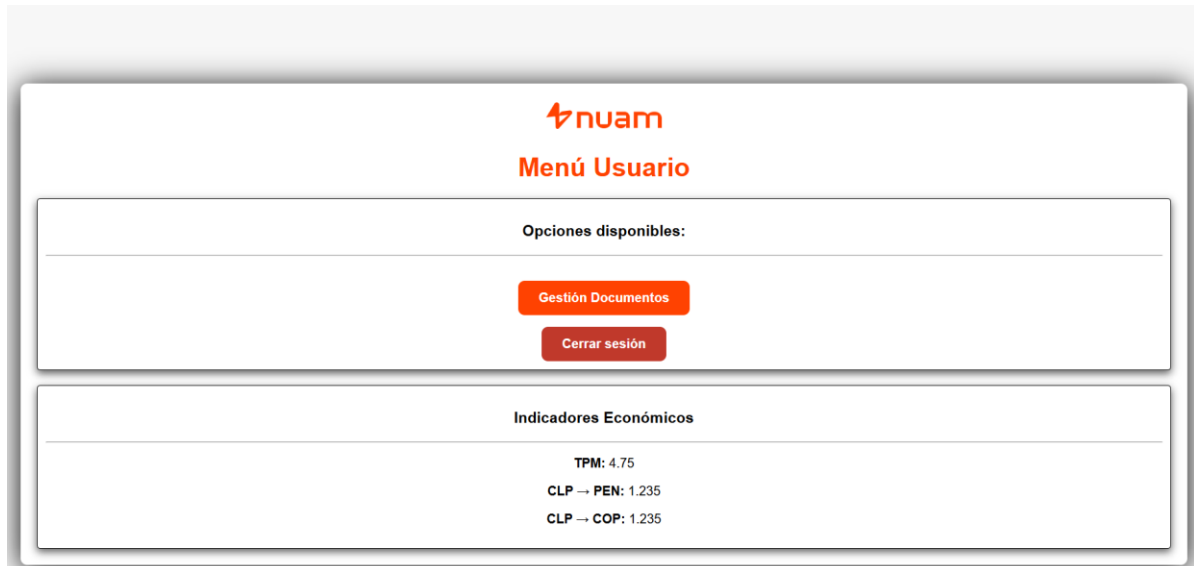 nuam
Menú Usuario
Opciones disponibles:
Gestión Documentos
Cerrar sesión
Indicadores Económicos
TPM: 4.75
CLP → PEN: 1.235
CLP → COP: 1.235